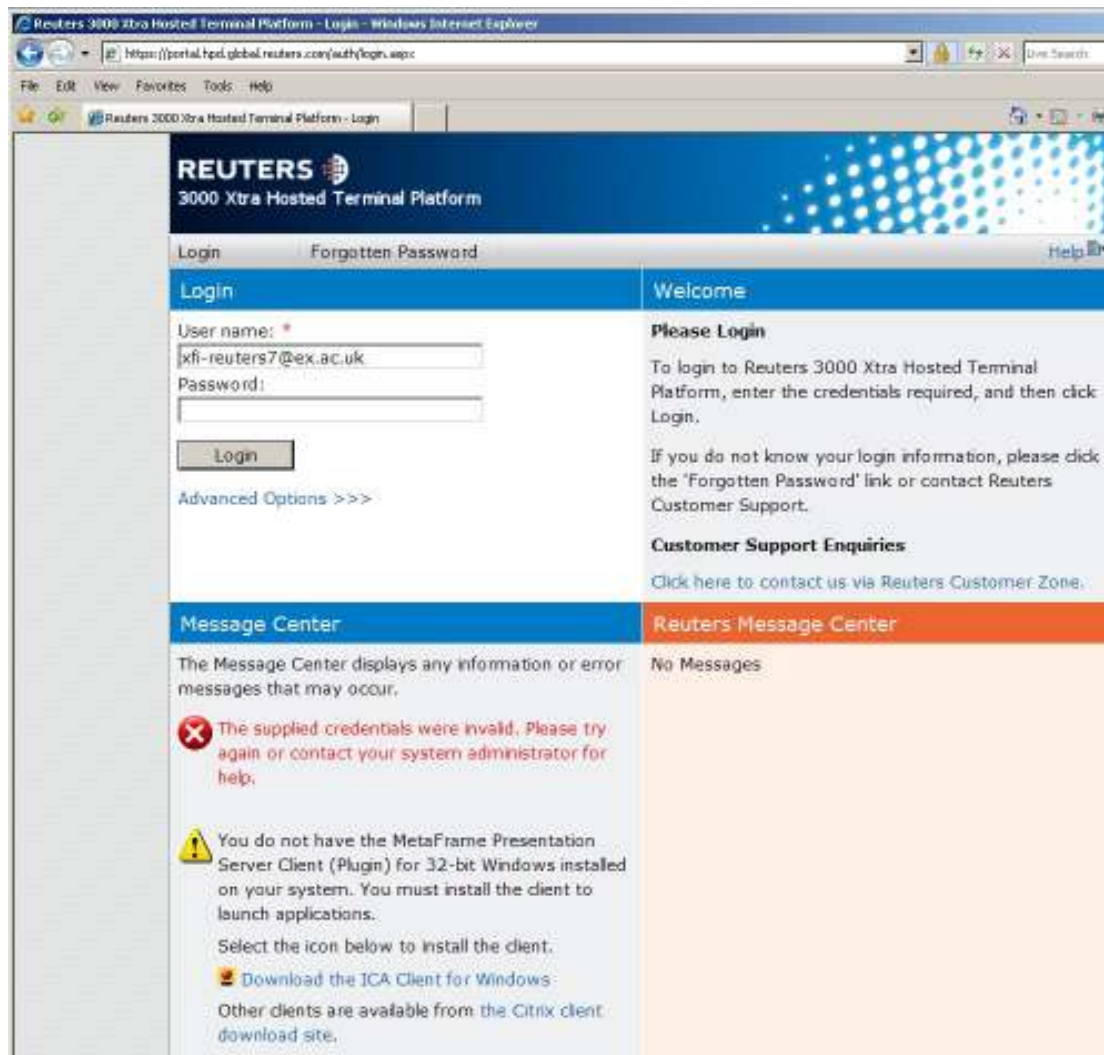 Reuters 3000 Xtra Hosted Terminal Platform - Login - Windows Internet Explorer
https://portal.hpd.global.reuters.com/auth/login.aspx
Live Search
File Edit View Favorites Tools Help
Reuters 3000 Xtra Hosted Terminal Platform - Login
REUTERS
3000 Xtra Hosted Terminal Platform
Login Forgotten Password Help
Login
User name: *
xfi-reuters7@ex.ac.uk
Password:
Login
Advanced Options >>>
Welcome
Please Login
To login to Reuters 3000 Xtra Hosted Terminal
Platform, enter the credentials required, and then click
Login.
If you do not know your login information, please click
the 'Forgotten Password' link or contact Reuters
Customer Support.
Customer Support Enquiries
Click here to contact us via Reuters Customer Zone.
Message Center
The Message Center displays any information or error
messages that may occur.
The supplied credentials were invalid. Please try
again or contact your system administrator for
help.
You do not have the MetaFrame Presentation
Server Client (Plugin) for 32-bit Windows installed
on your system. You must install the client to
launch applications.
Select the icon below to install the client.
Download the ICA Client for Windows
Other clients are available from the Citrix client
download site.
Reuters Message Center
No Messages